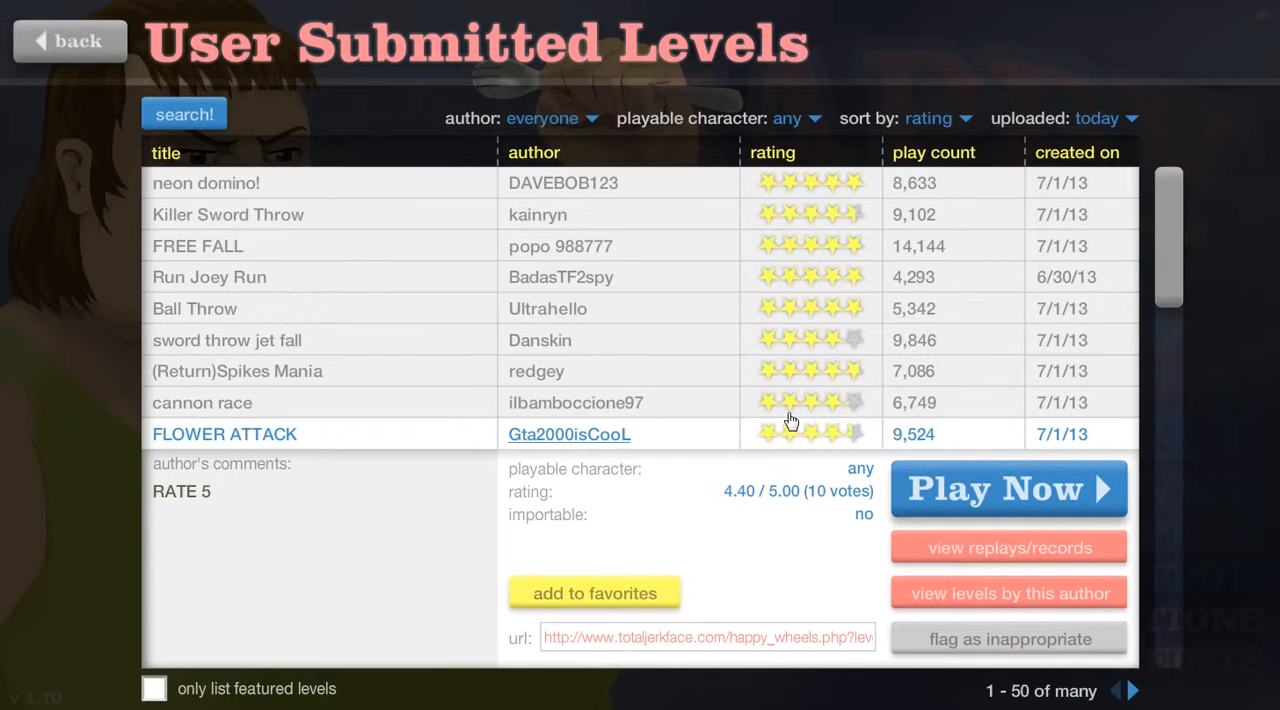 back
User Submitted Levels
search!
author: everyone playable character: any sort by: rating uploaded: today
title author rating play count created on
neon domino! DAVEBOB123 8,633 7/1/13
Killer Sword Throw kainryn 9,102 7/1/13
FREE FALL popo 988777 14,144 7/1/13
Run Joey Run BadasTF2spy 4,293 6/30/13
Ball Throw Ultrahello 5,342 7/1/13
sword throw jet fall Danskin 9,846 7/1/13
(Return)Spikes Mania redgey 7,086 7/1/13
cannon race ilbamboccione97 6,749 7/1/13
FLOWER ATTACK Gta2000isCooL 9,524 7/1/13
author's comments:
RATE 5
playable character: any
rating: 4.40 / 5.00 (10 votes)
importable: no
Play Now
view replays/records
add to favorites
view levels by this author
url: http://www.totaljerkface.com/happy_wheels.php?lev
flag as inappropriate
only list featured levels
1 - 50 of many
v 1.70